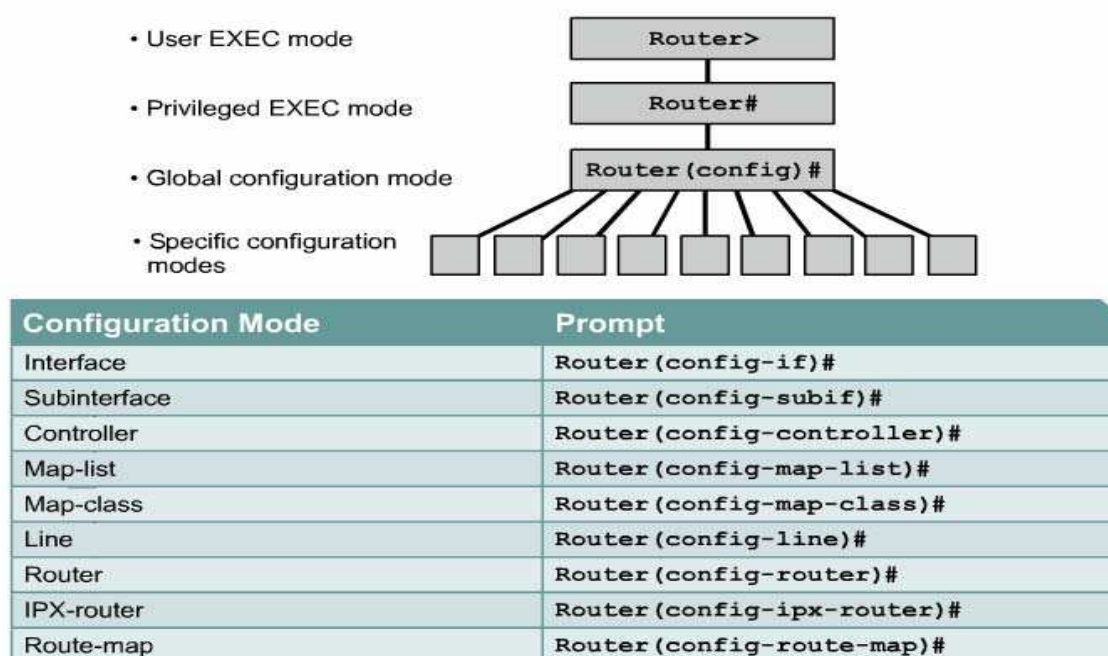 • User EXEC mode
Router>
• Privileged EXEC mode
Router#
• Global configuration mode
Router(config)#
• Specific configuration
modes
Configuration Mode Prompt
Interface Router(config-if)#
Subinterface Router(config-subif)#
Controller Router(config-controller)#
Map-list Router(config-map-list)#
Map-class Router(config-map-class)#
Line Router(config-line)#
Router Router(config-router)#
IPX-router Router(config-ipx-router)#
Route-map Router(config-route-map)#